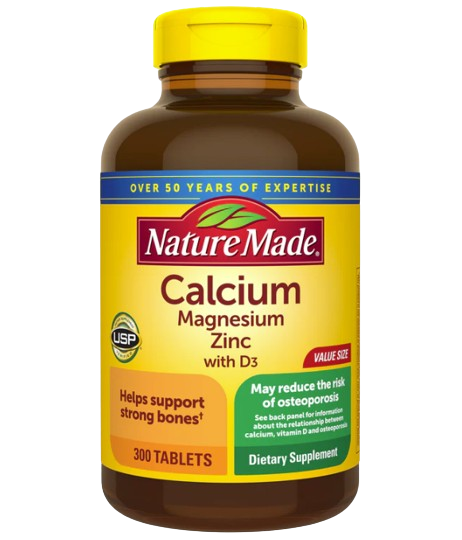 OVER 50 YEARS OF EXPERTISE
Nature Made®
Calcium
Magnesium
Zinc
with D3
USP
VALUE SIZE
Helps support
strong bones†
300 TABLETS
May reduce the risk
of osteoporosis
See back panel for information
about the relationship between
calcium, vitamin D and osteoporosis
Dietary Supplement